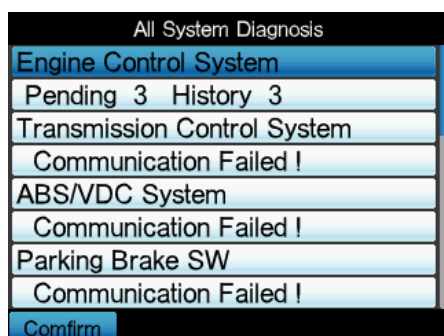 All System Diagnosis
Engine Control System
Pending 3 History 3
Transmission Control System
Communication Failed !
ABS/VDC System
Communication Failed !
Parking Brake SW
Communication Failed !
Comfirm